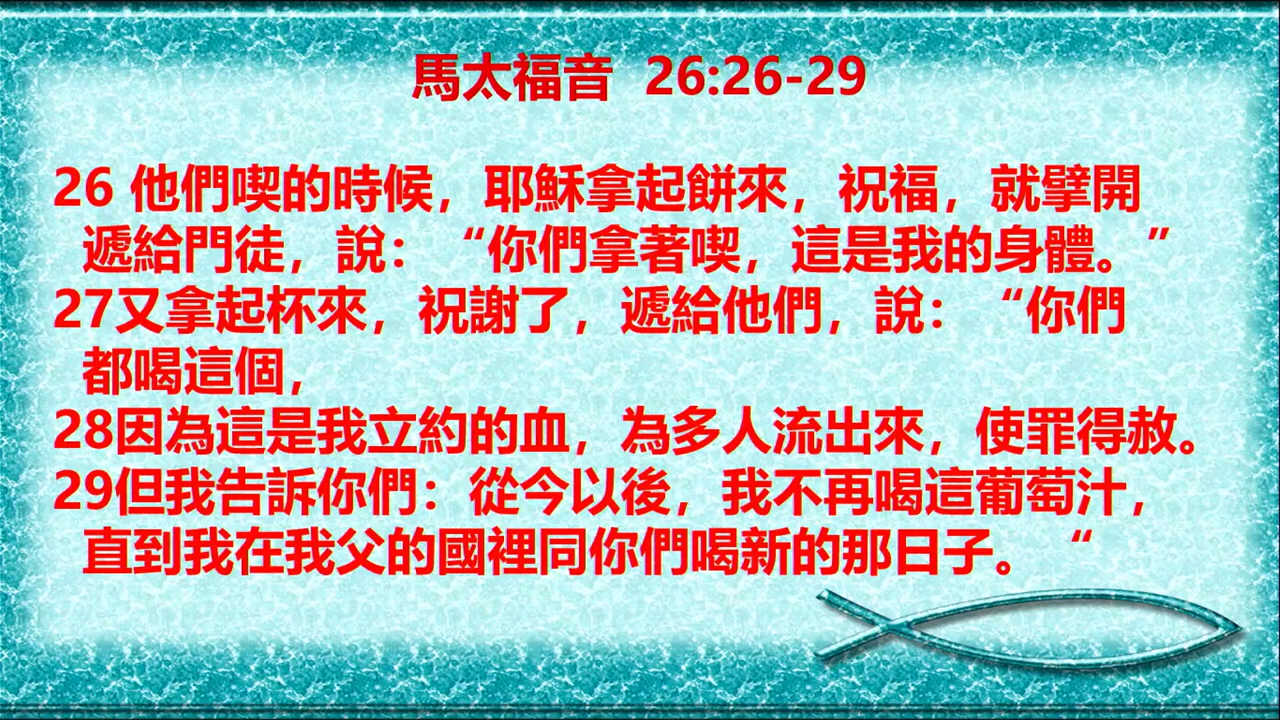 馬太福音 26:26-29
26 他們喫的時候，耶穌拿起餅來，祝福，就擘開
遞給門徒，說：“你們拿著喫，這是我的身體。”
27又拿起杯來，祝謝了，遞給他們，說：“你們
都喝這個，
28因為這是我立約的血，為多人流出來，使罪得赦。
29但我告訴你們：從今以後，我不再喝這葡萄汁，
直到我在我父的國裡同你們喝新的那日子。“